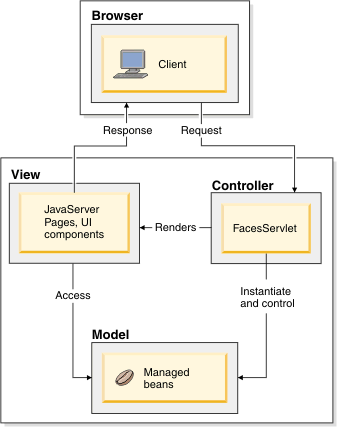 Browser
Client
Response
Request
View
Controller
JavaServer
Pages, UI
components
Renders
FacesServlet
Access
Instantiate
and control
Model
Managed
beans